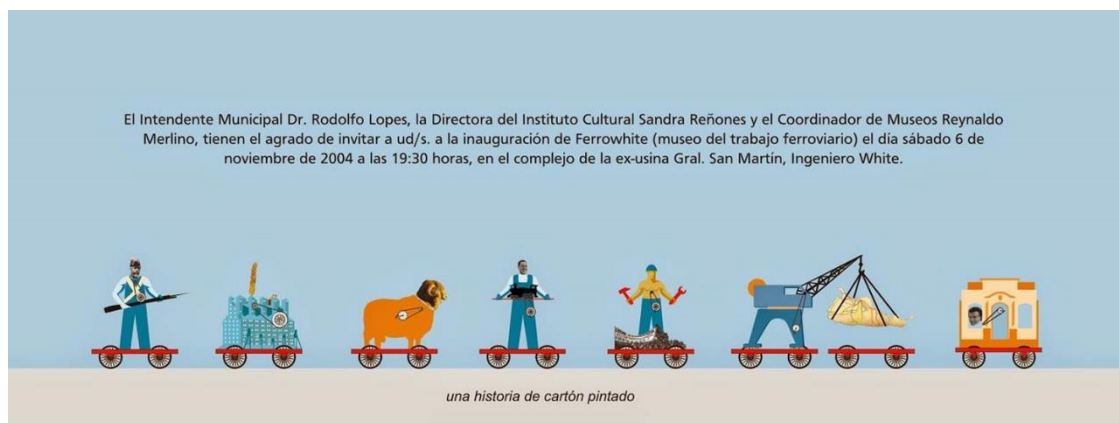 El Intendente Municipal Dr. Rodolfo Lopes, la Directora del Instituto Cultural Sandra Reñones y el Coordinador de Museos Reynaldo
Merlino, tienen el agrado de invitar a ud/s. a la inauguración de Ferrowhite (museo del trabajo ferroviario) el día sábado 6 de
noviembre de 2004 a las 19:30 horas, en el complejo de la ex-usina Gral. San Martín, Ingeniero White.
una historia de cartón pintado